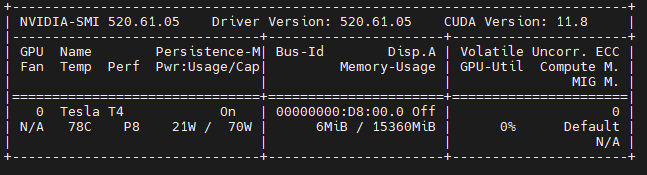 +-----------------------------------------------------------------------------+
| NVIDIA-SMI 520.61.05    Driver Version: 520.61.05    CUDA Version: 11.8     |
|-------------------------------+----------------------+----------------------+
| GPU  Name        Persistence-M| Bus-Id        Disp.A | Volatile Uncorr. ECC |
| Fan  Temp  Perf  Pwr:Usage/Cap|         Memory-Usage | GPU-Util  Compute M. |
|                               |                      |               MIG M. |
|===============================+======================+======================|
|   0  Tesla T4            On   | 00000000:D8:00.0 Off |                    0 |
| N/A   78C    P8    21W /  70W |      6MiB / 15360MiB |      0%      Default |
|                               |                      |                  N/A |
+-------------------------------+----------------------+----------------------+